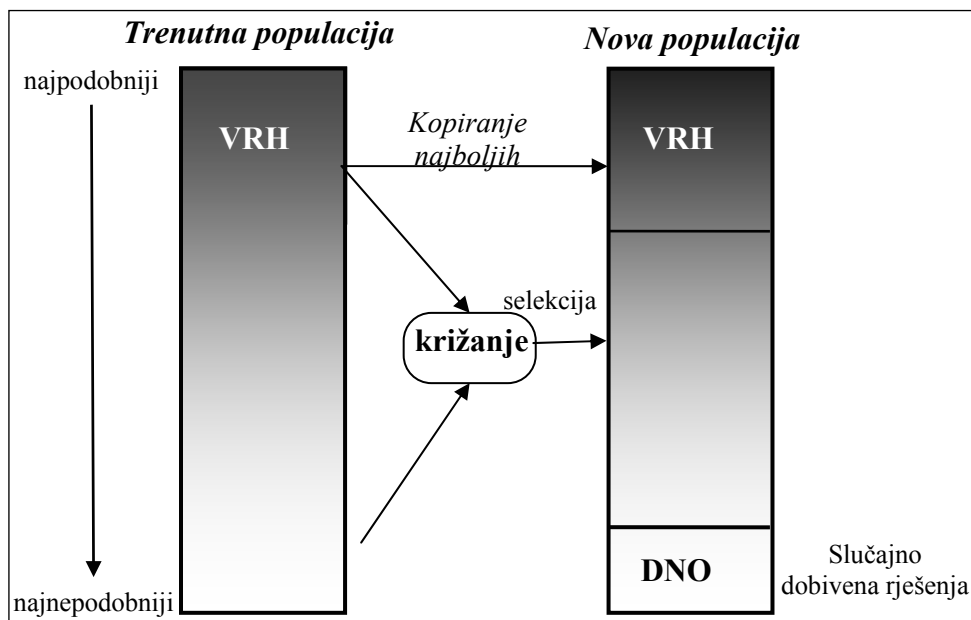 Trenutna populacija
Nova populacija
najpodobniji
VRH
Kopiranje
najboljih
VRH
selekcija
križanje
najnepodobniji
DNO
Slučajno
dobivena rješenja